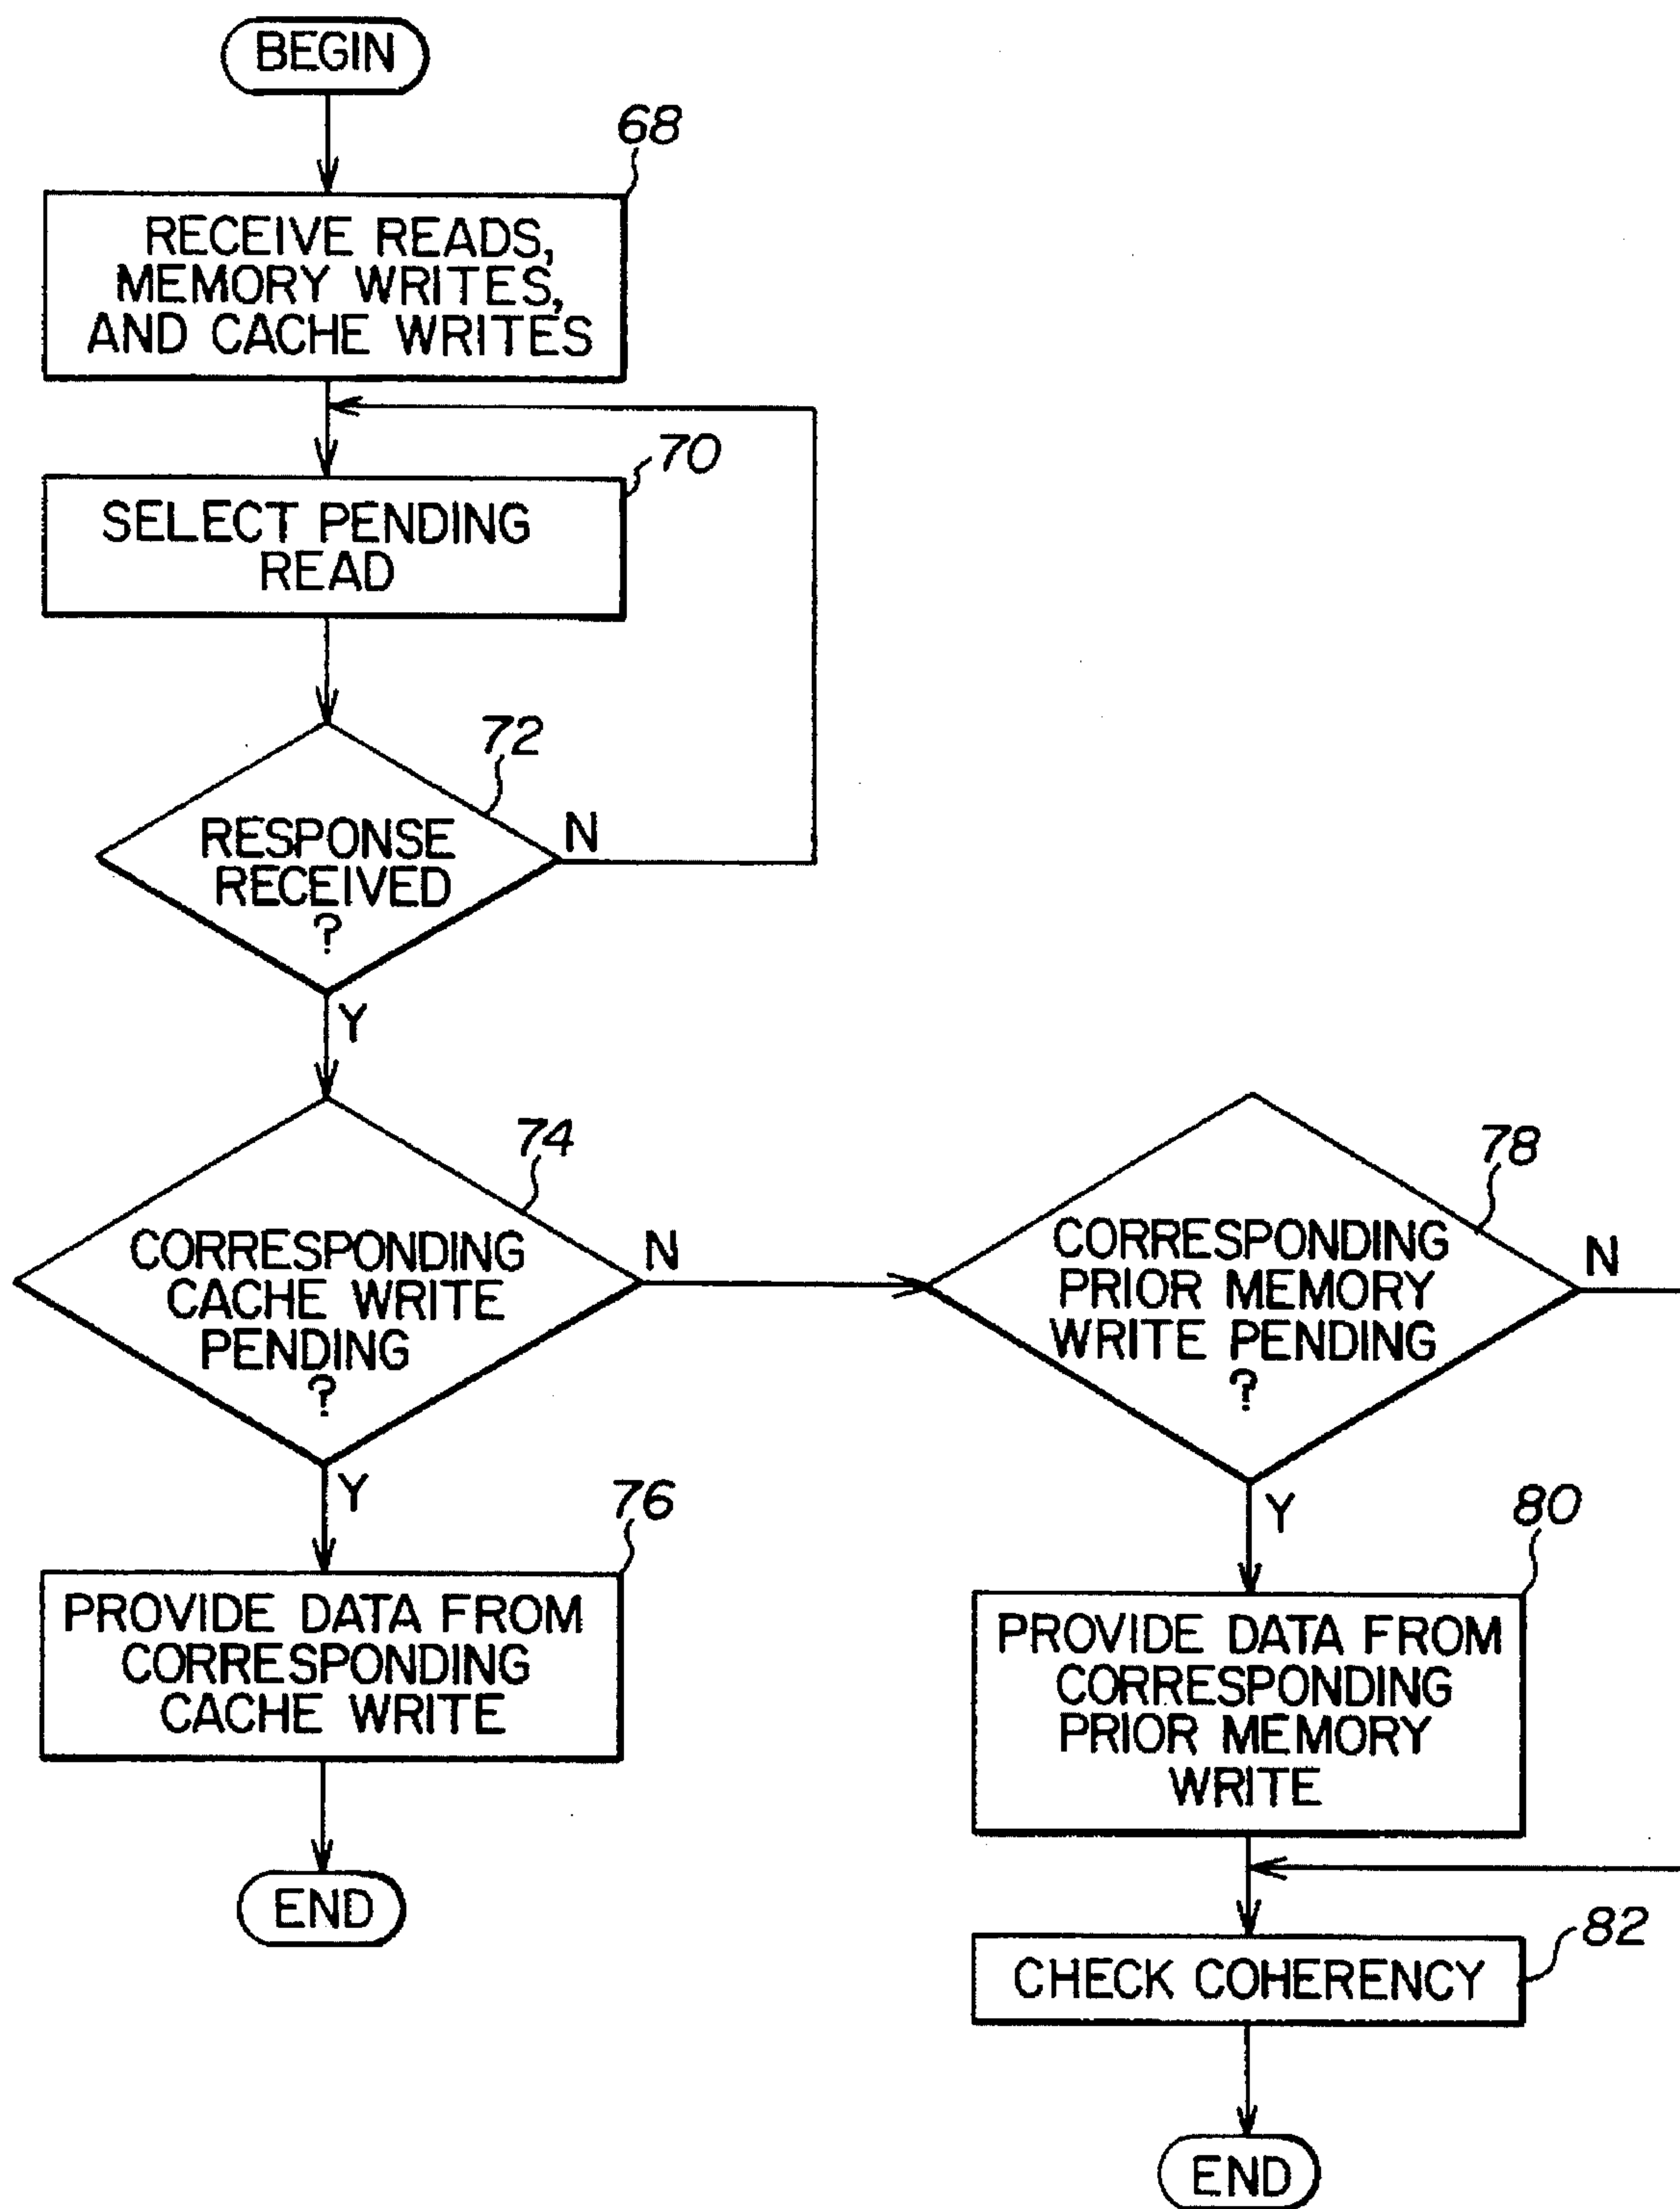 BEGIN
68
RECEIVE READS,
MEMORY WRITES,
AND CACHE WRITES
70
SELECT PENDING
READ
72
RESPONSE
RECEIVED
?
N
Y
74
CORRESPONDING
CACHE WRITE
PENDING
?
N
Y
76
PROVIDE DATA FROM
CORRESPONDING
CACHE WRITE
END
78
CORRESPONDING
PRIOR MEMORY
WRITE PENDING
?
N
Y
80
PROVIDE DATA FROM
CORRESPONDING
PRIOR MEMORY
WRITE
82
CHECK COHERENCY
END